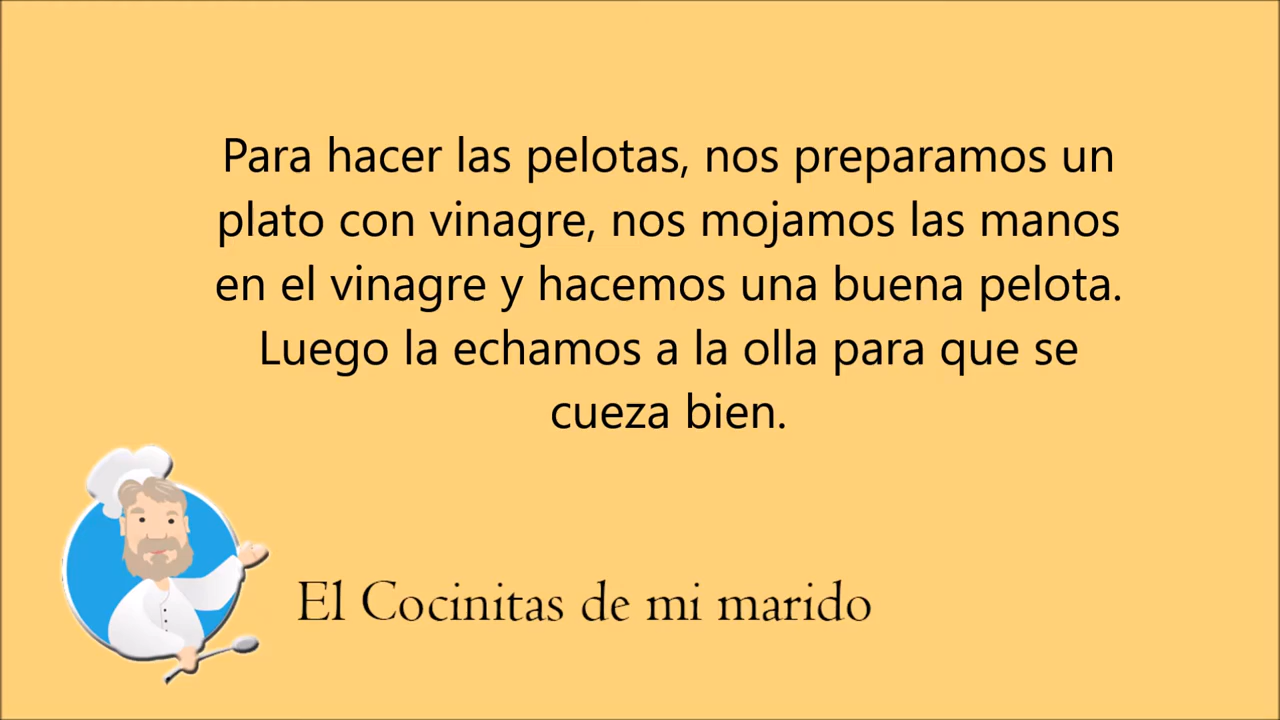 Para hacer las pelotas, nos preparamos un
plato con vinagre, nos mojamos las manos
en el vinagre y hacemos una buena pelota.
Luego la echamos a la olla para que se
cueza bien.
El Cocinitas de mi marido